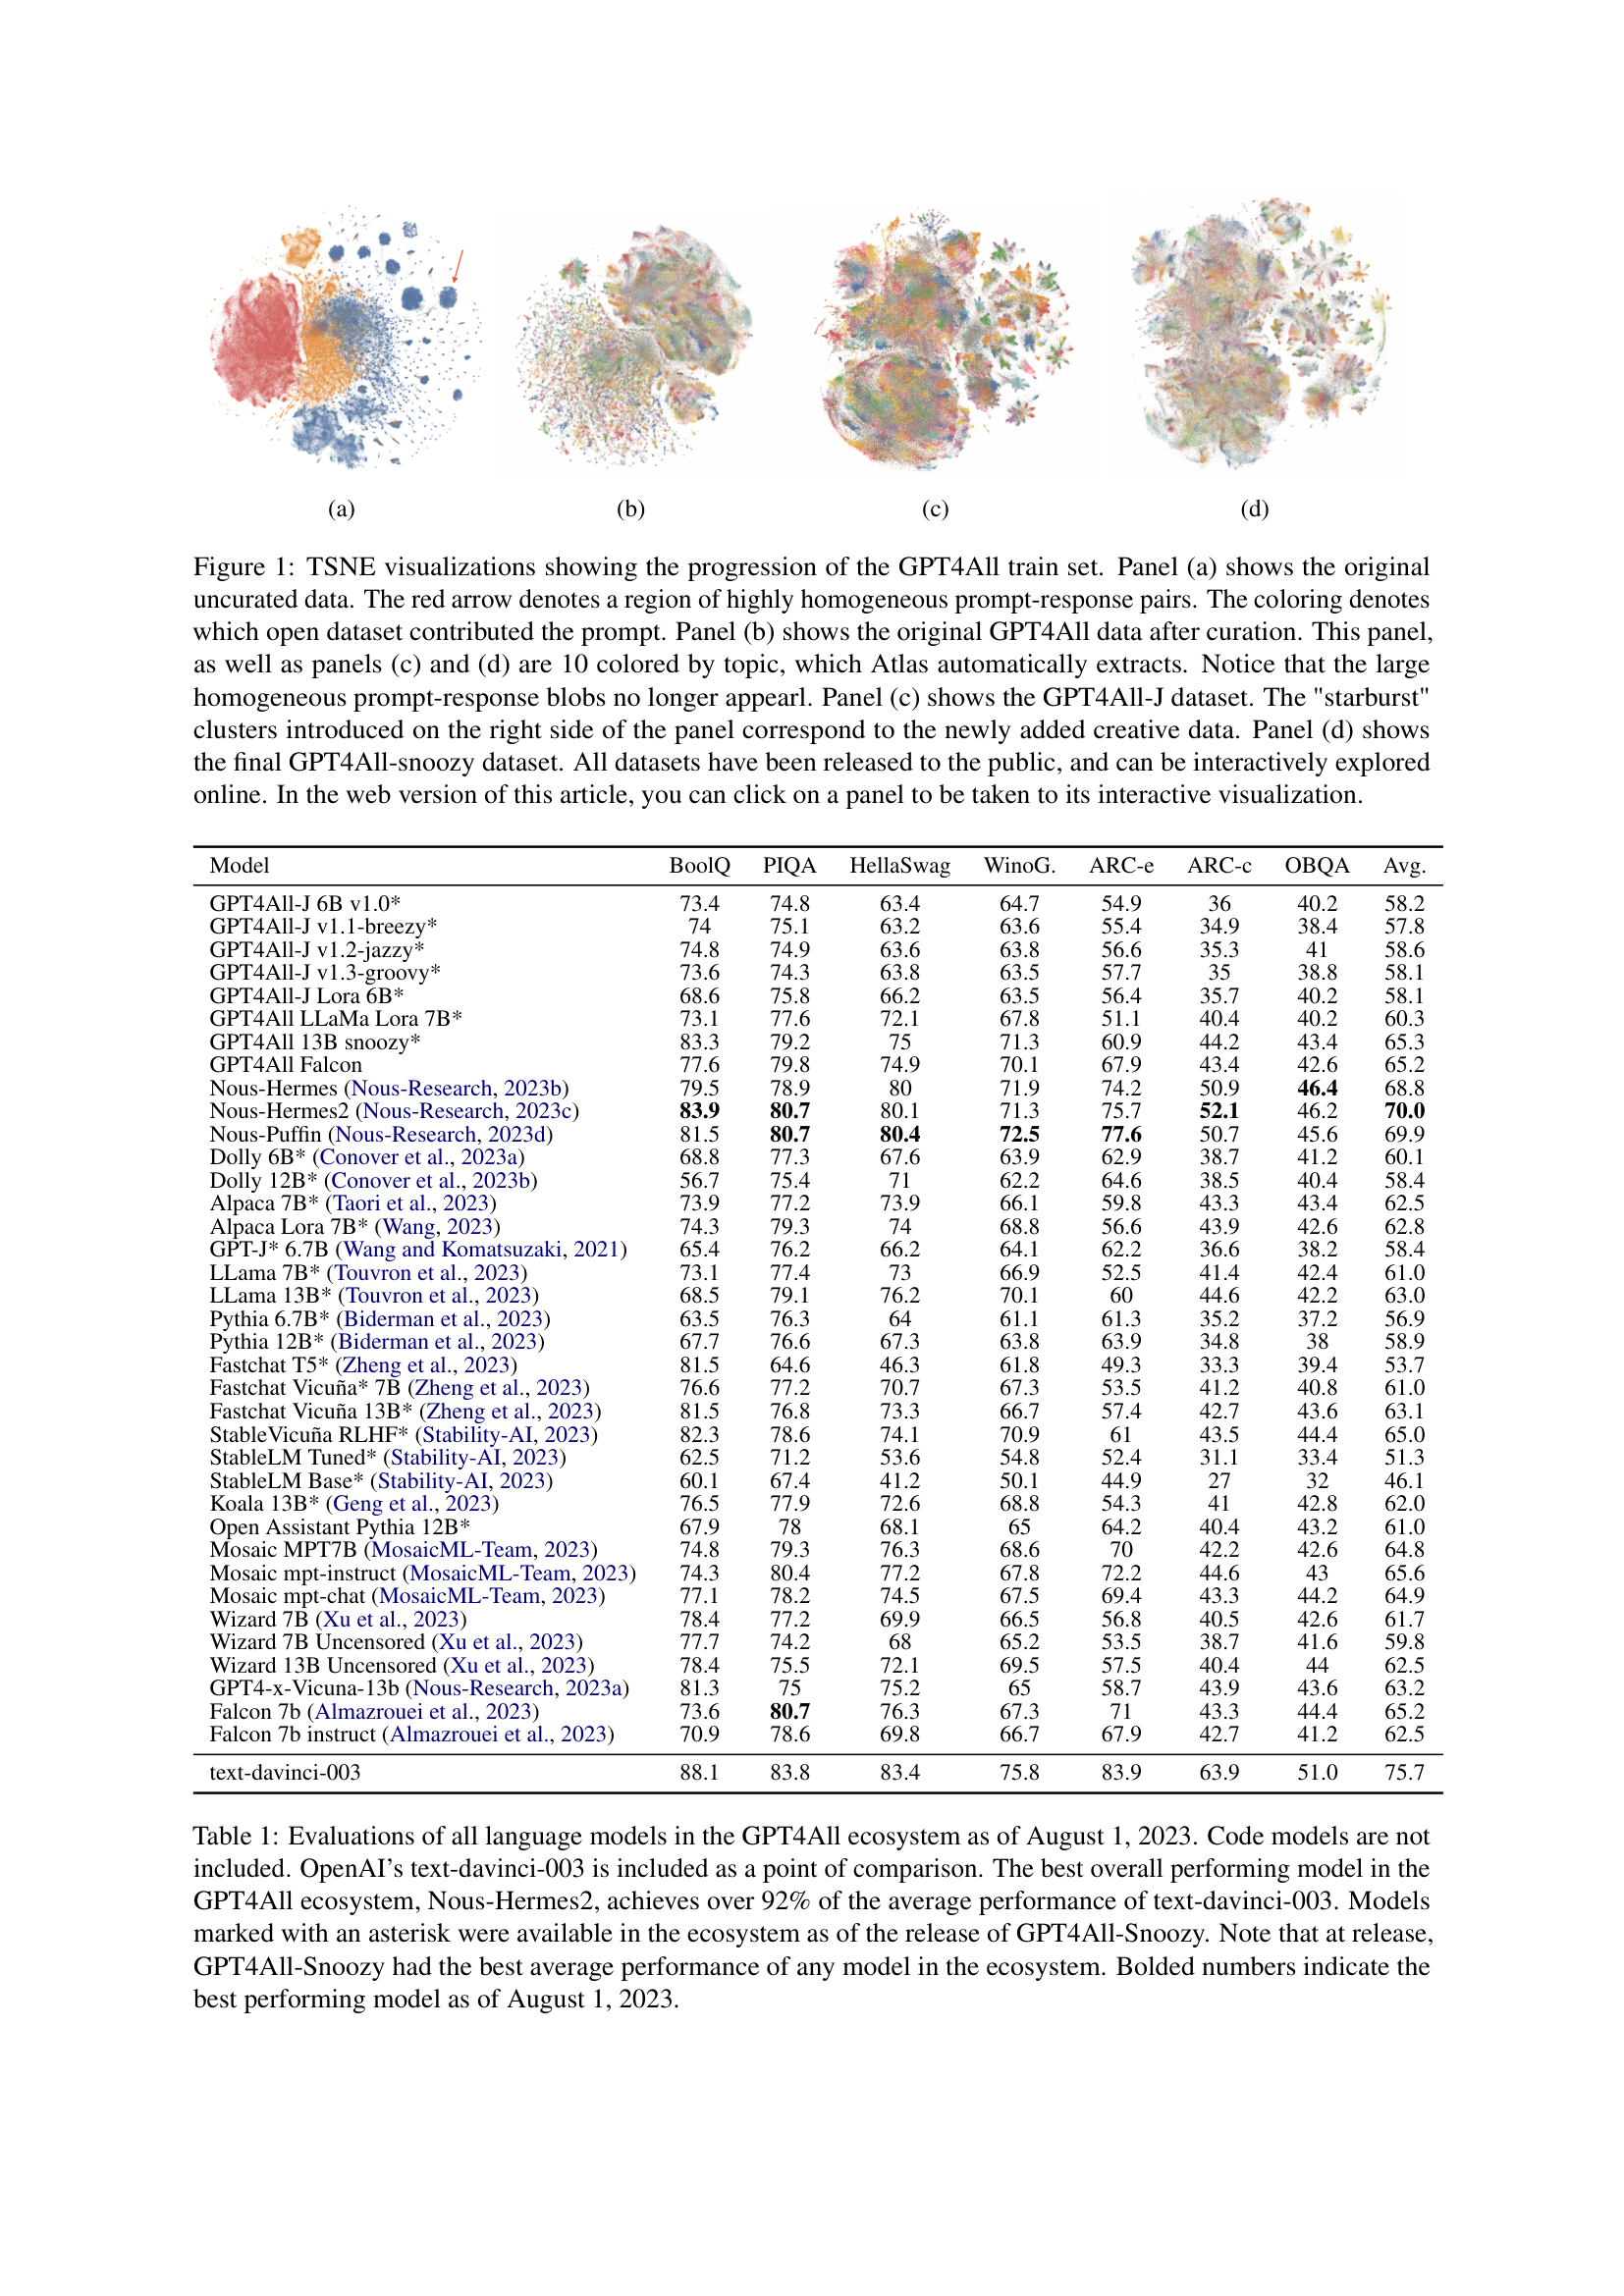 (a) (b) (c) (d)
Figure 1: TSNE visualizations showing the progression of the GPT4All train set. Panel (a) shows the original
uncurated data. The red arrow denotes a region of highly homogeneous prompt-response pairs. The coloring denotes
which open dataset contributed the prompt. Panel (b) shows the original GPT4All data after curation. This panel,
as well as panels (c) and (d) are 10 colored by topic, which Atlas automatically extracts. Notice that the large
homogeneous prompt-response blobs no longer appearl. Panel (c) shows the GPT4All-J dataset. The "starburst"
clusters introduced on the right side of the panel correspond to the newly added creative data. Panel (d) shows
the final GPT4All-snoozy dataset. All datasets have been released to the public, and can be interactively explored
online. In the web version of this article, you can click on a panel to be taken to its interactive visualization.
Model BoolQ PIQA HellaSwag WinoG. ARC-e ARC-c OBQA Avg.
GPT4All-J 6B v1.0* 73.4 74.8 63.4 64.7 54.9 36 40.2 58.2
GPT4All-J v1.1-breezy* 74 75.1 63.2 63.6 55.4 34.9 38.4 57.8
GPT4All-J v1.2-jazzy* 74.8 74.9 63.6 63.8 56.6 35.3 41 58.6
GPT4All-J v1.3-groovy* 73.6 74.3 63.8 63.5 57.7 35 38.8 58.1
GPT4All-J Lora 6B* 68.6 75.8 66.2 63.5 56.4 35.7 40.2 58.1
GPT4All LLaMa Lora 7B* 73.1 77.6 72.1 67.8 51.1 40.4 40.2 60.3
GPT4All 13B snoozy* 83.3 79.2 75 71.3 60.9 44.2 43.4 65.3
GPT4All Falcon 77.6 79.8 74.9 70.1 67.9 43.4 42.6 65.2
Nous-Hermes (Nous-Research, 2023b) 79.5 78.9 80 71.9 74.2 50.9 46.4 68.8
Nous-Hermes2 (Nous-Research, 2023c) 83.9 80.7 80.1 71.3 75.7 52.1 46.2 70.0
Nous-Puffin (Nous-Research, 2023d) 81.5 80.7 80.4 72.5 77.6 50.7 45.6 69.9
Dolly 6B* (Conover et al., 2023a) 68.8 77.3 67.6 63.9 62.9 38.7 41.2 60.1
Dolly 12B* (Conover et al., 2023b) 56.7 75.4 71 62.2 64.6 38.5 40.4 58.4
Alpaca 7B* (Taori et al., 2023) 73.9 77.2 73.9 66.1 59.8 43.3 43.4 62.5
Alpaca Lora 7B* (Wang, 2023) 74.3 79.3 74 68.8 56.6 43.9 42.6 62.8
GPT-J* 6.7B (Wang and Komatsuzaki, 2021) 65.4 76.2 66.2 64.1 62.2 36.6 38.2 58.4
LLama 7B* (Touvron et al., 2023) 73.1 77.4 73 66.9 52.5 41.4 42.4 61.0
LLama 13B* (Touvron et al., 2023) 68.5 79.1 76.2 70.1 60 44.6 42.2 63.0
Pythia 6.7B* (Biderman et al., 2023) 63.5 76.3 64 61.1 61.3 35.2 37.2 56.9
Pythia 12B* (Biderman et al., 2023) 67.7 76.6 67.3 63.8 63.9 34.8 38 58.9
Fastchat T5* (Zheng et al., 2023) 81.5 64.6 46.3 61.8 49.3 33.3 39.4 53.7
Fastchat Vicuña* 7B (Zheng et al., 2023) 76.6 77.2 70.7 67.3 53.5 41.2 40.8 61.0
Fastchat Vicuña 13B* (Zheng et al., 2023) 81.5 76.8 73.3 66.7 57.4 42.7 43.6 63.1
StableVicuña RLHF* (Stability-AI, 2023) 82.3 78.6 74.1 70.9 61 43.5 44.4 65.0
StableLM Tuned* (Stability-AI, 2023) 62.5 71.2 53.6 54.8 52.4 31.1 33.4 51.3
StableLM Base* (Stability-AI, 2023) 60.1 67.4 41.2 50.1 44.9 27 32 46.1
Koala 13B* (Geng et al., 2023) 76.5 77.9 72.6 68.8 54.3 41 42.8 62.0
Open Assistant Pythia 12B* 67.9 78 68.1 65 64.2 40.4 43.2 61.0
Mosaic MPT7B (MosaicML-Team, 2023) 74.8 79.3 76.3 68.6 70 42.2 42.6 64.8
Mosaic mpt-instruct (MosaicML-Team, 2023) 74.3 80.4 77.2 67.8 72.2 44.6 43 65.6
Mosaic mpt-chat (MosaicML-Team, 2023) 77.1 78.2 74.5 67.5 69.4 43.3 44.2 64.9
Wizard 7B (Xu et al., 2023) 78.4 77.2 69.9 66.5 56.8 40.5 42.6 61.7
Wizard 7B Uncensored (Xu et al., 2023) 77.7 74.2 68 65.2 53.5 38.7 41.6 59.8
Wizard 13B Uncensored (Xu et al., 2023) 78.4 75.5 72.1 69.5 57.5 40.4 44 62.5
GPT4-x-Vicuna-13b (Nous-Research, 2023a) 81.3 75 75.2 65 58.7 43.9 43.6 63.2
Falcon 7b (Almazrouei et al., 2023) 73.6 80.7 76.3 67.3 71 43.3 44.4 65.2
Falcon 7b instruct (Almazrouei et al., 2023) 70.9 78.6 69.8 66.7 67.9 42.7 41.2 62.5
text-davinci-003 88.1 83.8 83.4 75.8 83.9 63.9 51.0 75.7
Table 1: Evaluations of all language models in the GPT4All ecosystem as of August 1, 2023. Code models are not
included. OpenAI's text-davinci-003 is included as a point of comparison. The best overall performing model in the
GPT4All ecosystem, Nous-Hermes2, achieves over 92% of the average performance of text-davinci-003. Models
marked with an asterisk were available in the ecosystem as of the release of GPT4All-Snoozy. Note that at release,
GPT4All-Snoozy had the best average performance of any model in the ecosystem. Bolded numbers indicate the
best performing model as of August 1, 2023.